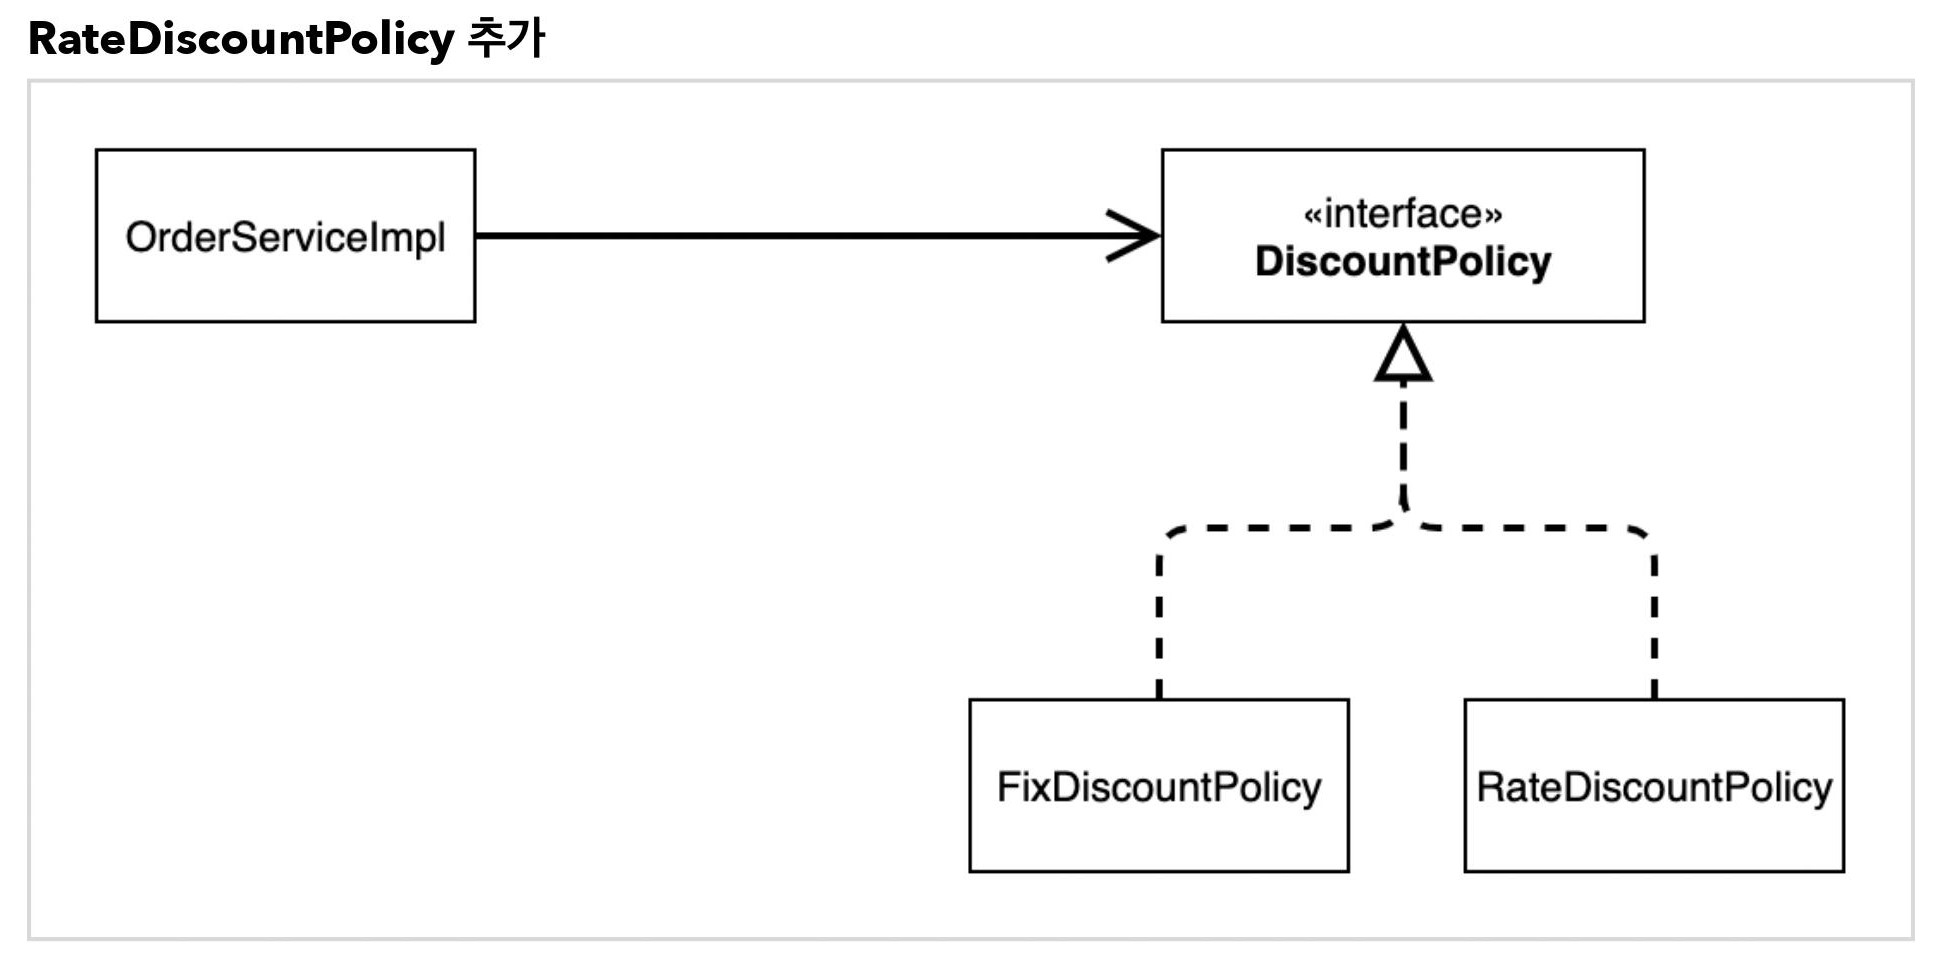 RateDiscountPolicy 추가
OrderServiceImpl
«interface»
DiscountPolicy
FixDiscountPolicy
RateDiscountPolicy